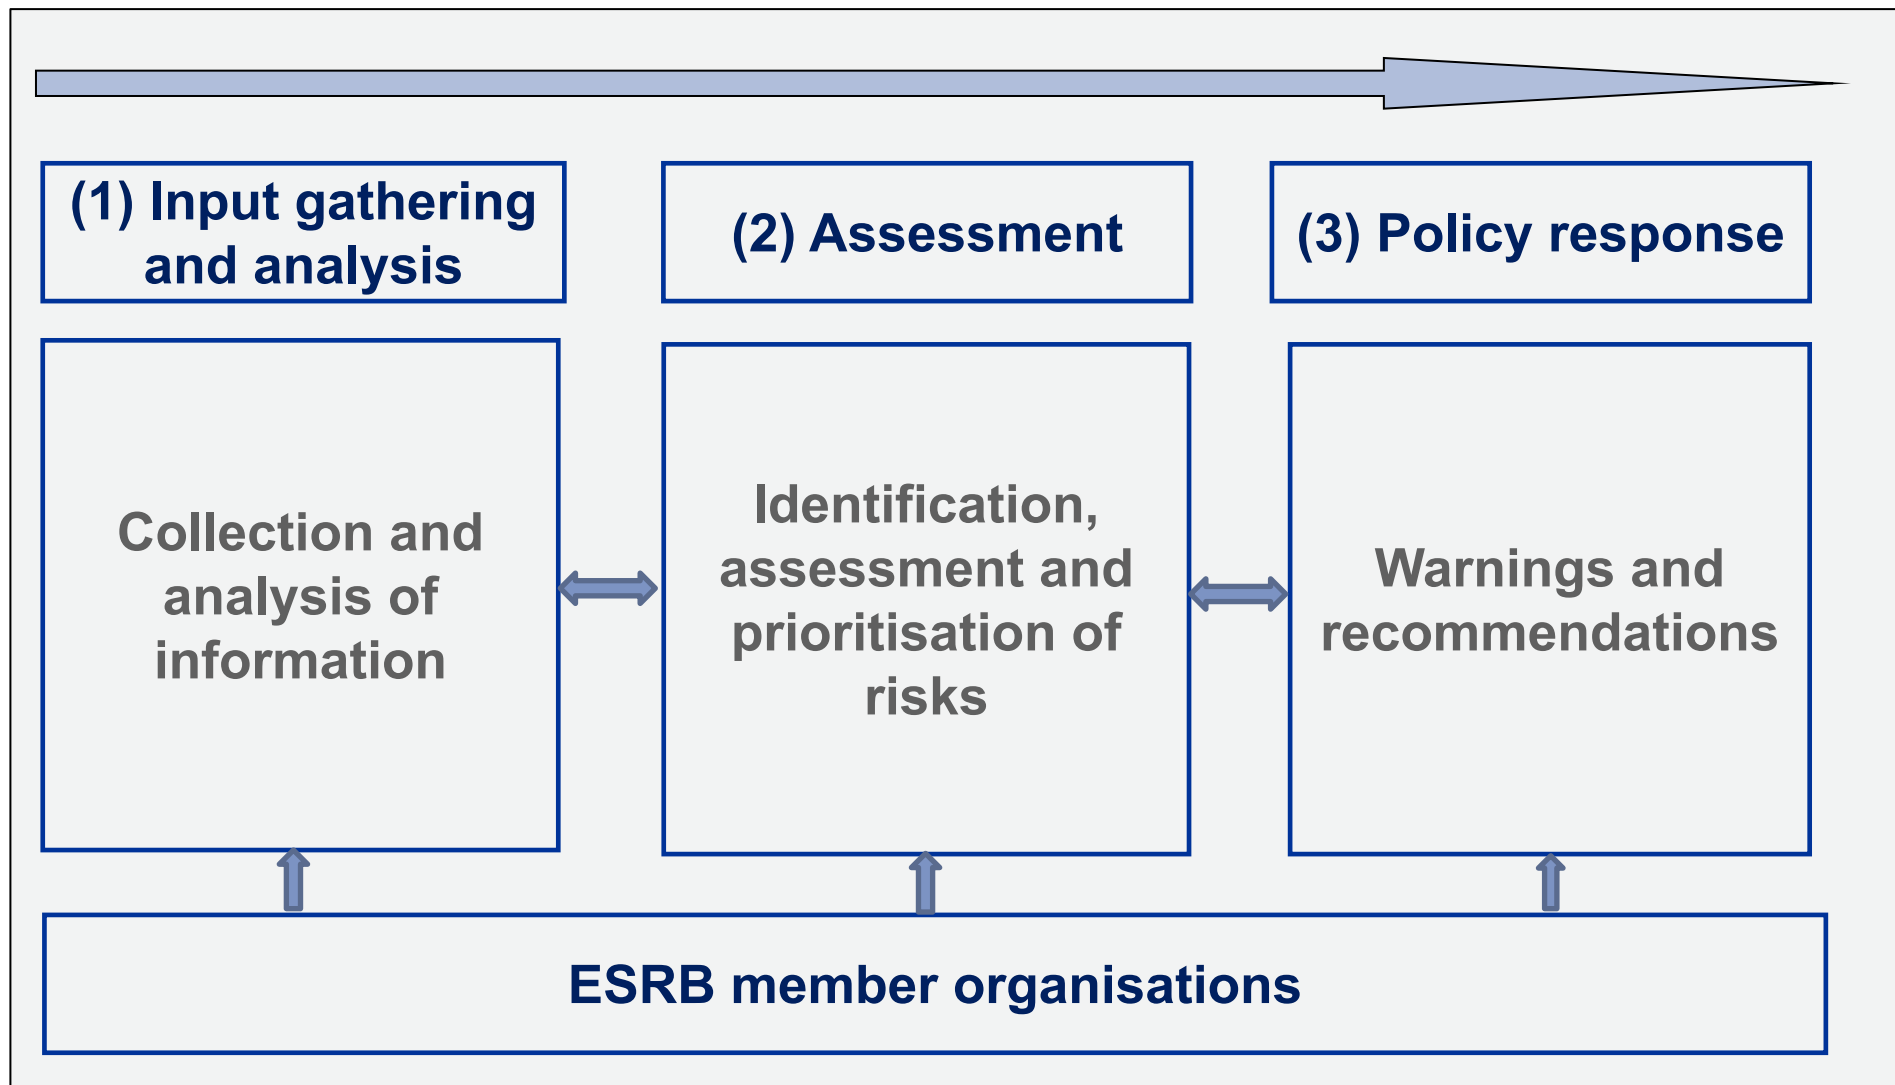 (1) Input gathering
and analysis
(2) Assessment
(3) Policy response
Collection and
analysis of
information
Identification,
assessment and
prioritisation of
risks
Warnings and
recommendations
ESRB member organisations